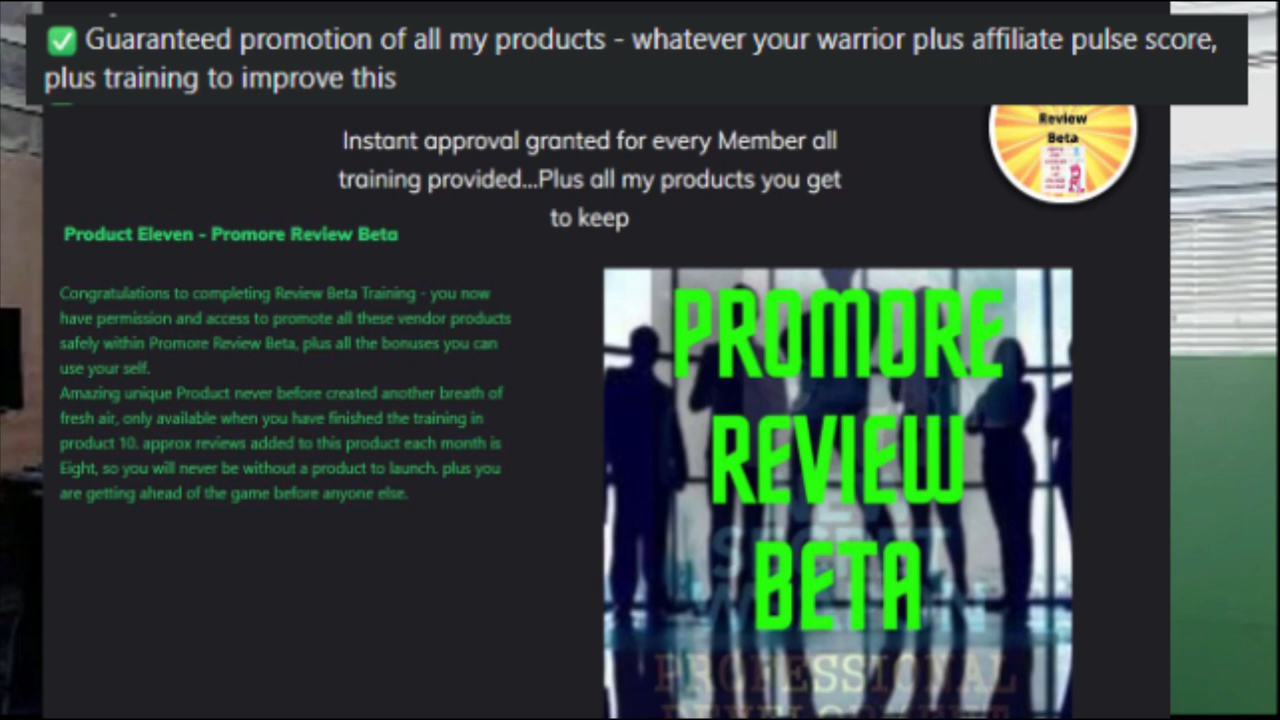 ✅ Guaranteed promotion of all my products - whatever your warrior plus affiliate pulse score,
plus training to improve this
Review
Beta
Instant approval granted for every Member all
training provided...Plus all my products you get
to keep
Product Eleven - Promore Review Beta
Congratulations to completing Review Beta Training - you now
have permission and access to promote all these vendor products
safely within Promore Review Beta, plus all the bonuses you can
use your self.
Amazing unique Product never before created another breath of
fresh air, only available when you have finished the training in
product 10. approx reviews added to this product each month is
Eight, so you will never be without a product to launch. plus you
are getting ahead of the game before anyone else.
PROMORE
REVIEW
BETA
SECRET
PROFESSIONAL